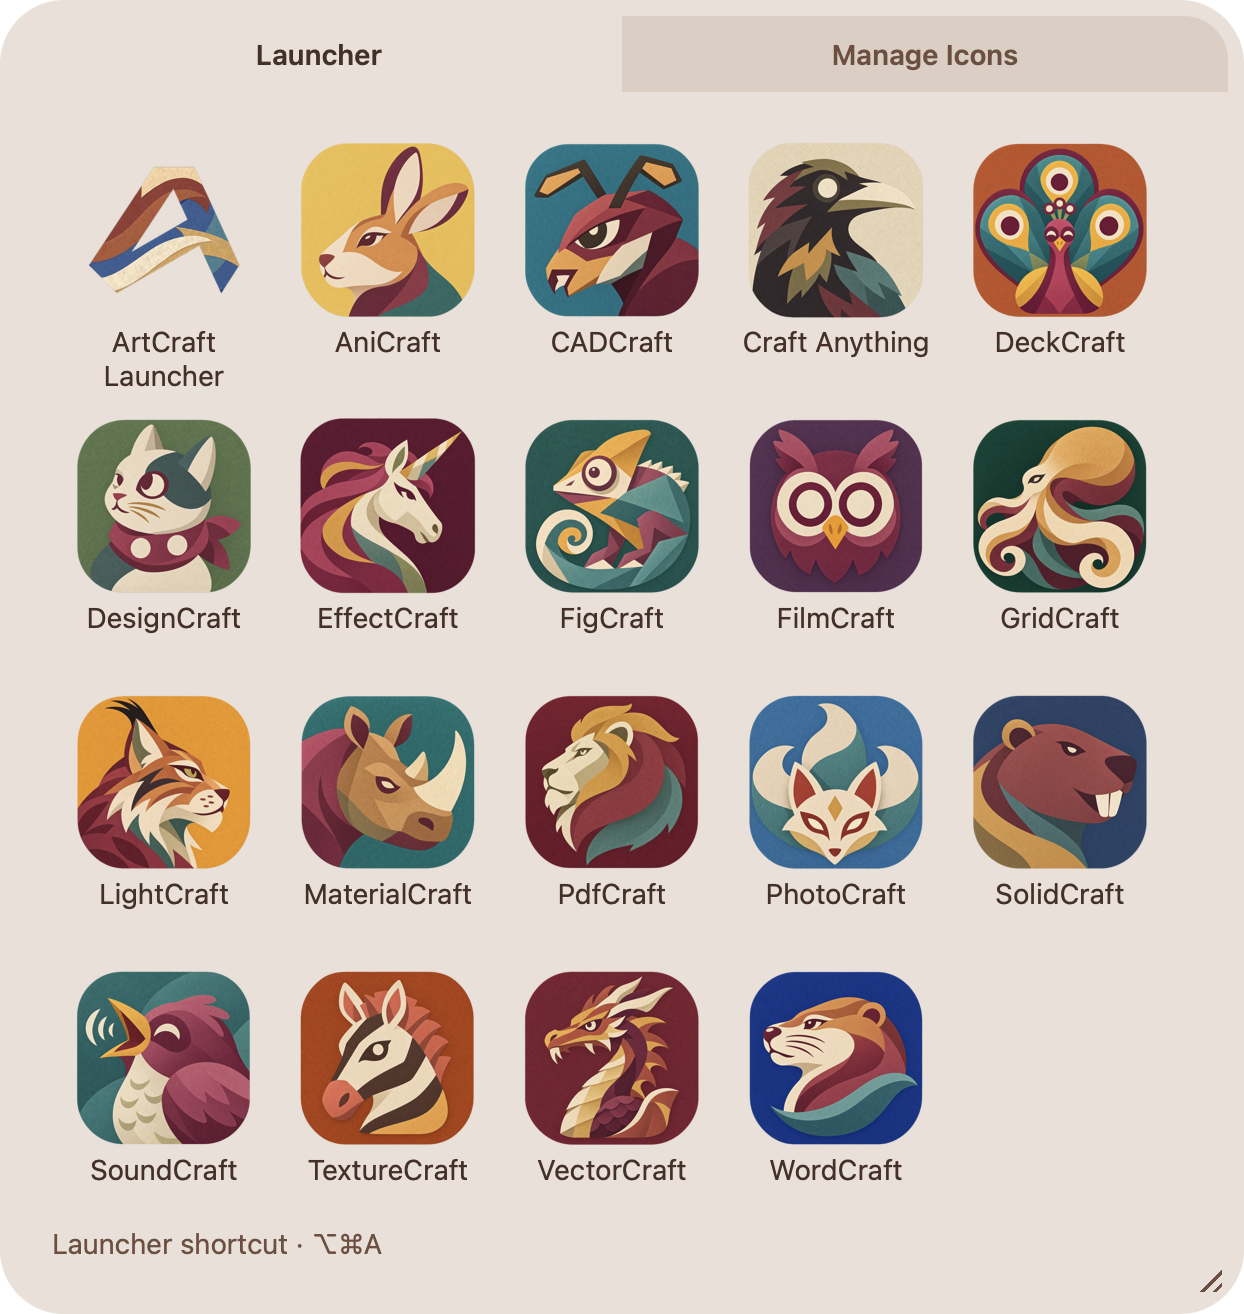 Launcher
Manage Icons
ArtCraft
Launcher
AniCraft
CADCraft
Craft Anything
DeckCraft
DesignCraft
EffectCraft
FigCraft
FilmCraft
GridCraft
LightCraft
MaterialCraft
PdfCraft
PhotoCraft
SolidCraft
SoundCraft
TextureCraft
VectorCraft
WordCraft
Launcher shortcut · ⌥⌘A